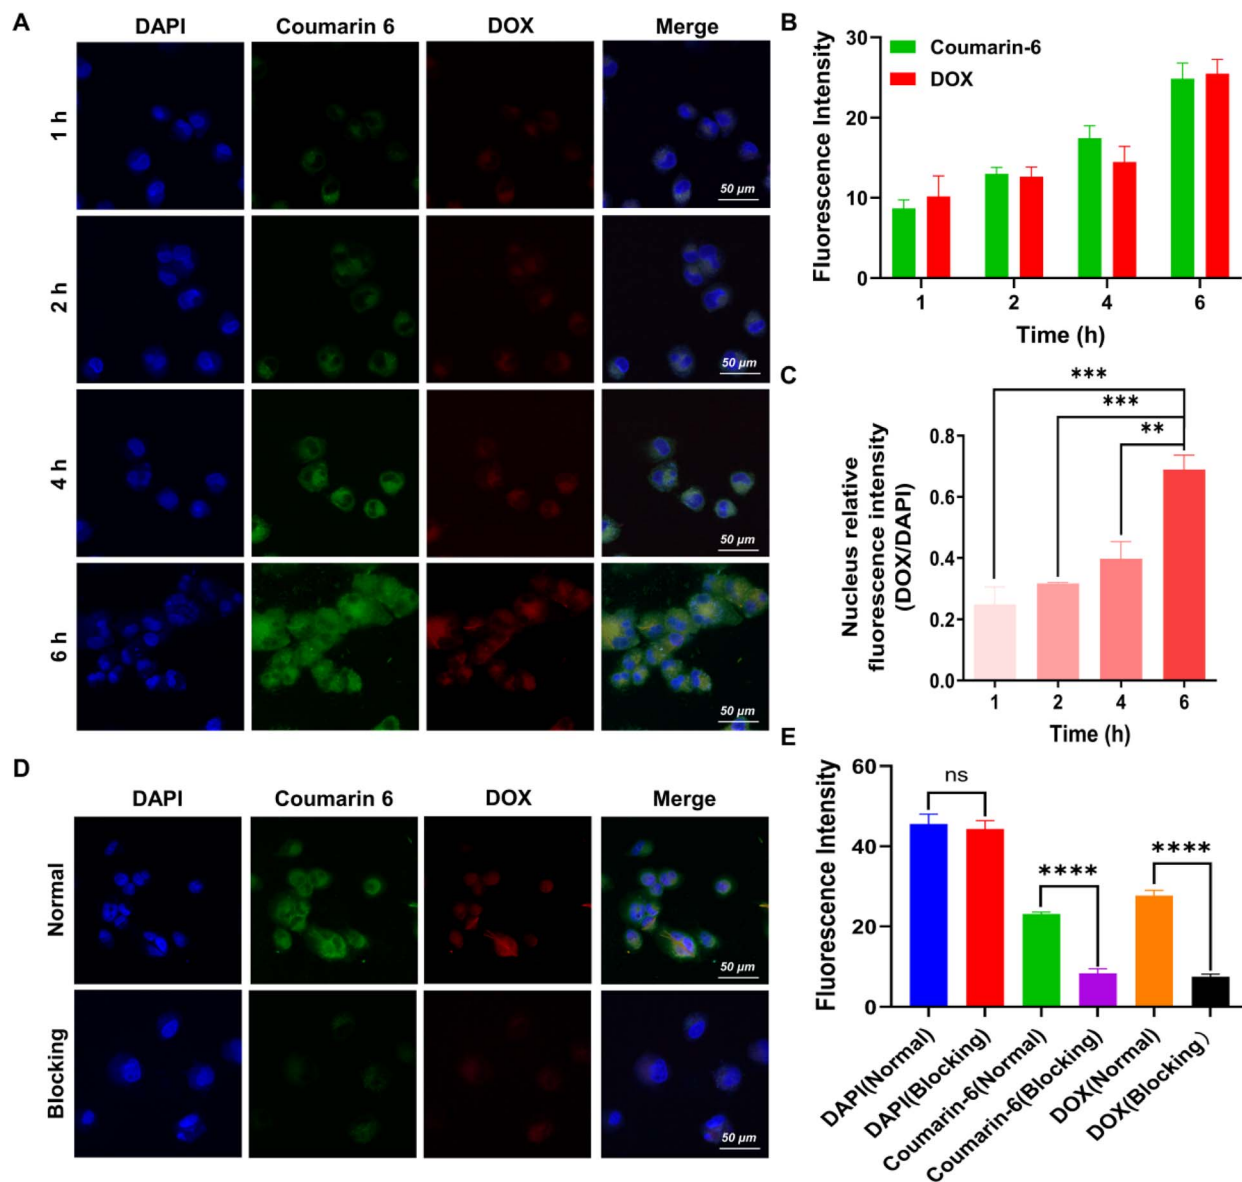 A
DAPI Coumarin 6 DOX Merge
1 h
50 µm
2 h
50 µm
4 h
50 µm
6 h
50 µm
B
Fluorescence Intensity
30
20
10
0
Coumarin-6
DOX
1 2 4 6
Time (h)
C
Nucleus relative
fluorescence intensity
(DOX/DAPI)
***
***
**
0.8
0.6
0.4
0.2
0.0
1 2 4 6
Time (h)
D
DAPI Coumarin 6 DOX Merge
Normal
50 µm
Blocking
50 µm
E
Fluorescence Intensity
60
40
20
0
ns
****
****
DAPI(Normal)
DAPI(Blocking)
Coumarin-6(Normal)
Coumarin-6(Blocking)
DOX(Normal)
DOX(Blocking)